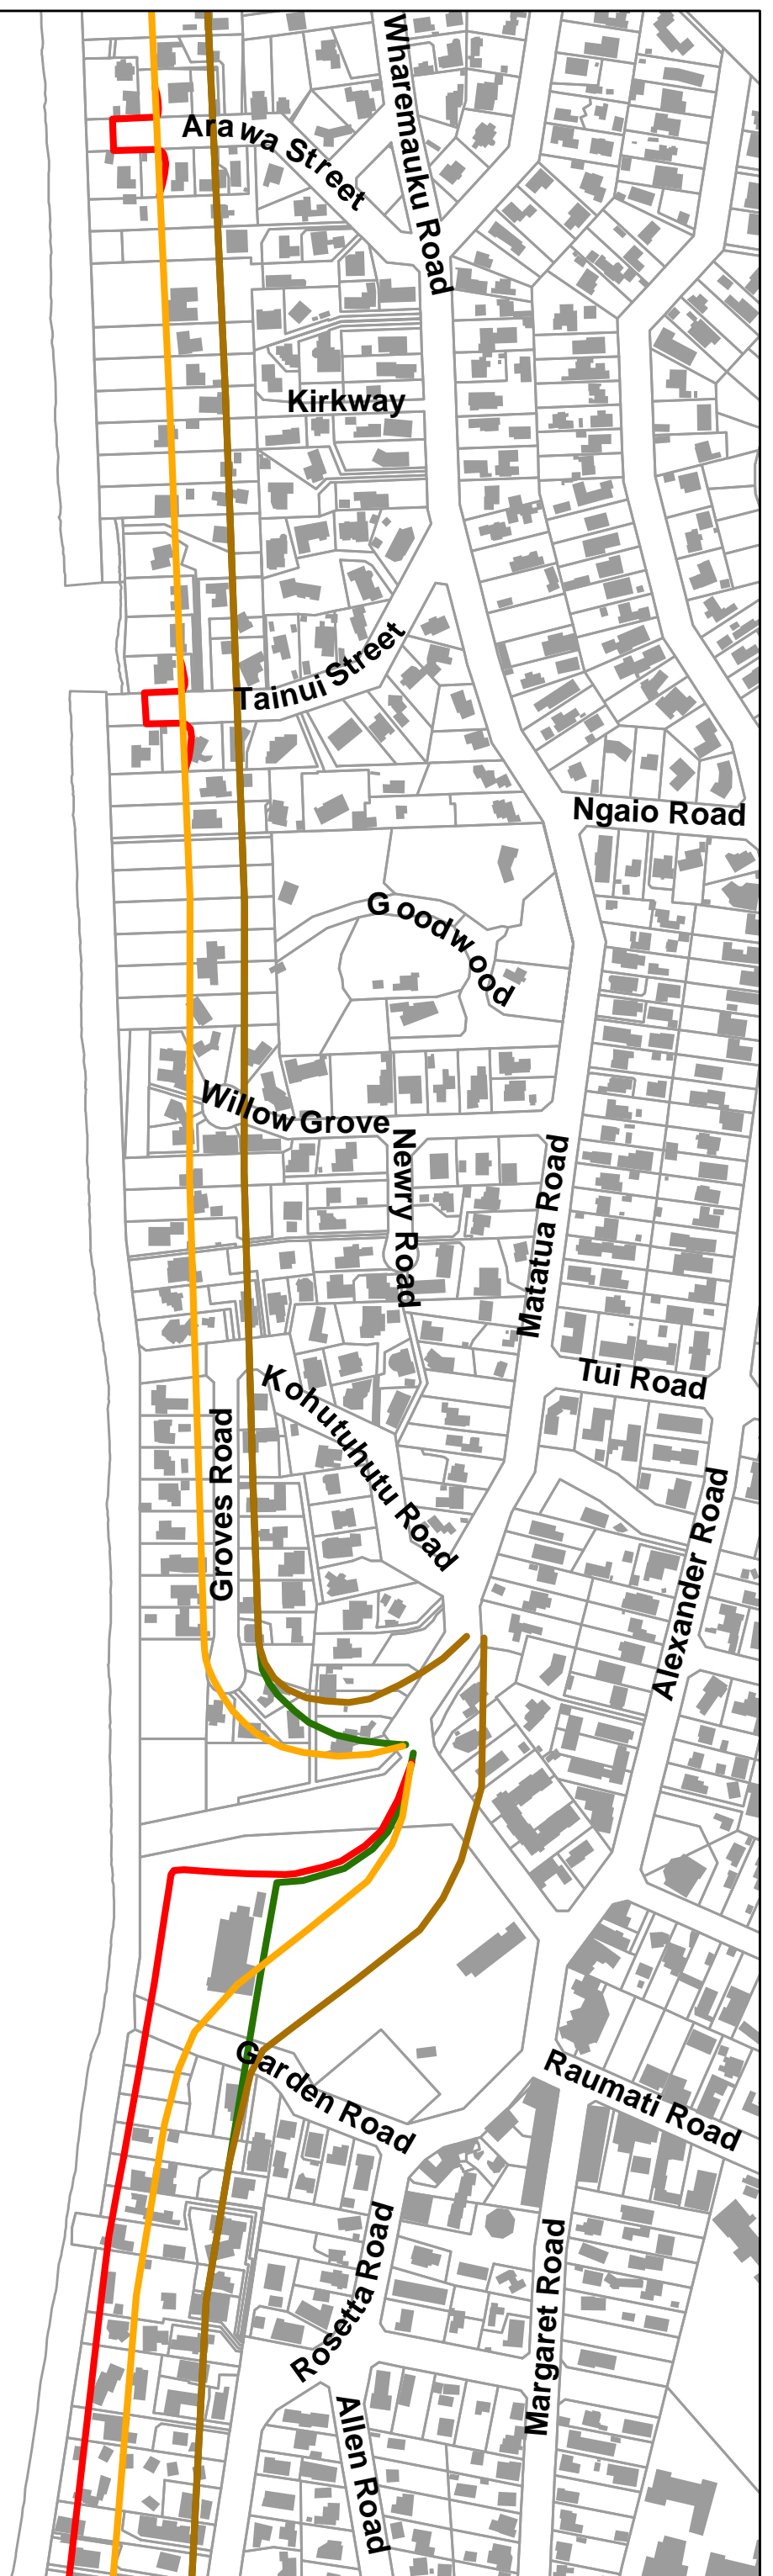 Wharemauku Road
Arawa Street
Kirkway
Tainui Street
Ngaio Road
Goodwood
Willow Grove
Newry Road
Matatua Road
Tui Road
Kohutuhutu Road
Groves Road
Alexander Road
Garden Road
Raumati Road
Rosetta Road
Margaret Road
Allen Road